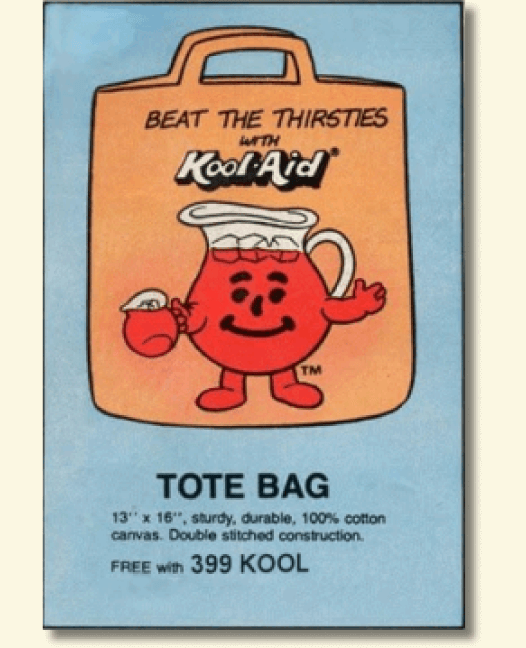 BEAT THE THIRSTIES
WITH
Kool-Aid®
TM
TOTE BAG
13'' x 16'', sturdy, durable, 100% cotton
canvas. Double stitched construction.
FREE with 399 KOOL